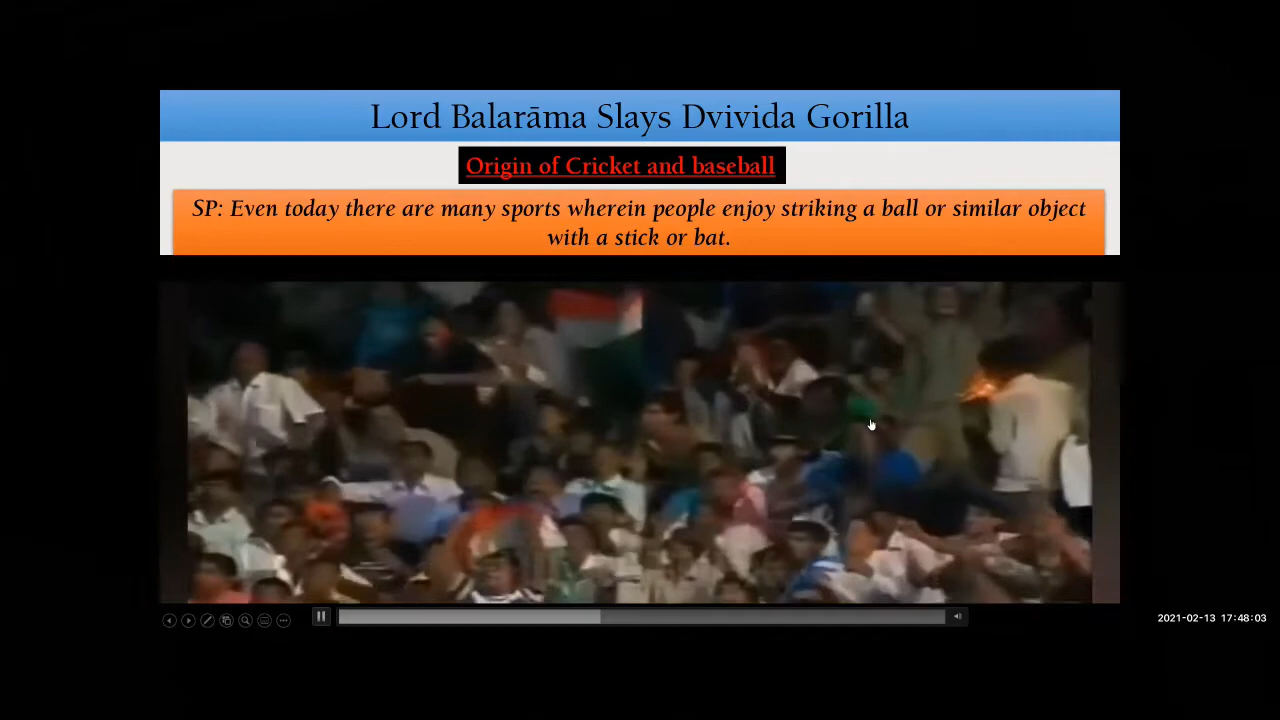 Lord Balarāma Slays Dvivida Gorilla
Origin of Cricket and baseball
SP: Even today there are many sports wherein people enjoy striking a ball or similar object
with a stick or bat.
2021-02-13 17:48:03